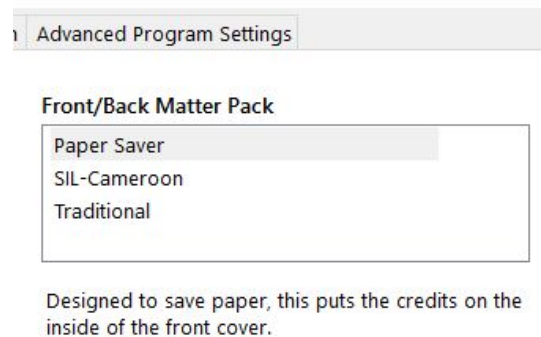 Advanced Program Settings
Front/Back Matter Pack
Paper Saver
SIL-Cameroon
Traditional
Designed to save paper, this puts the credits on the
inside of the front cover.